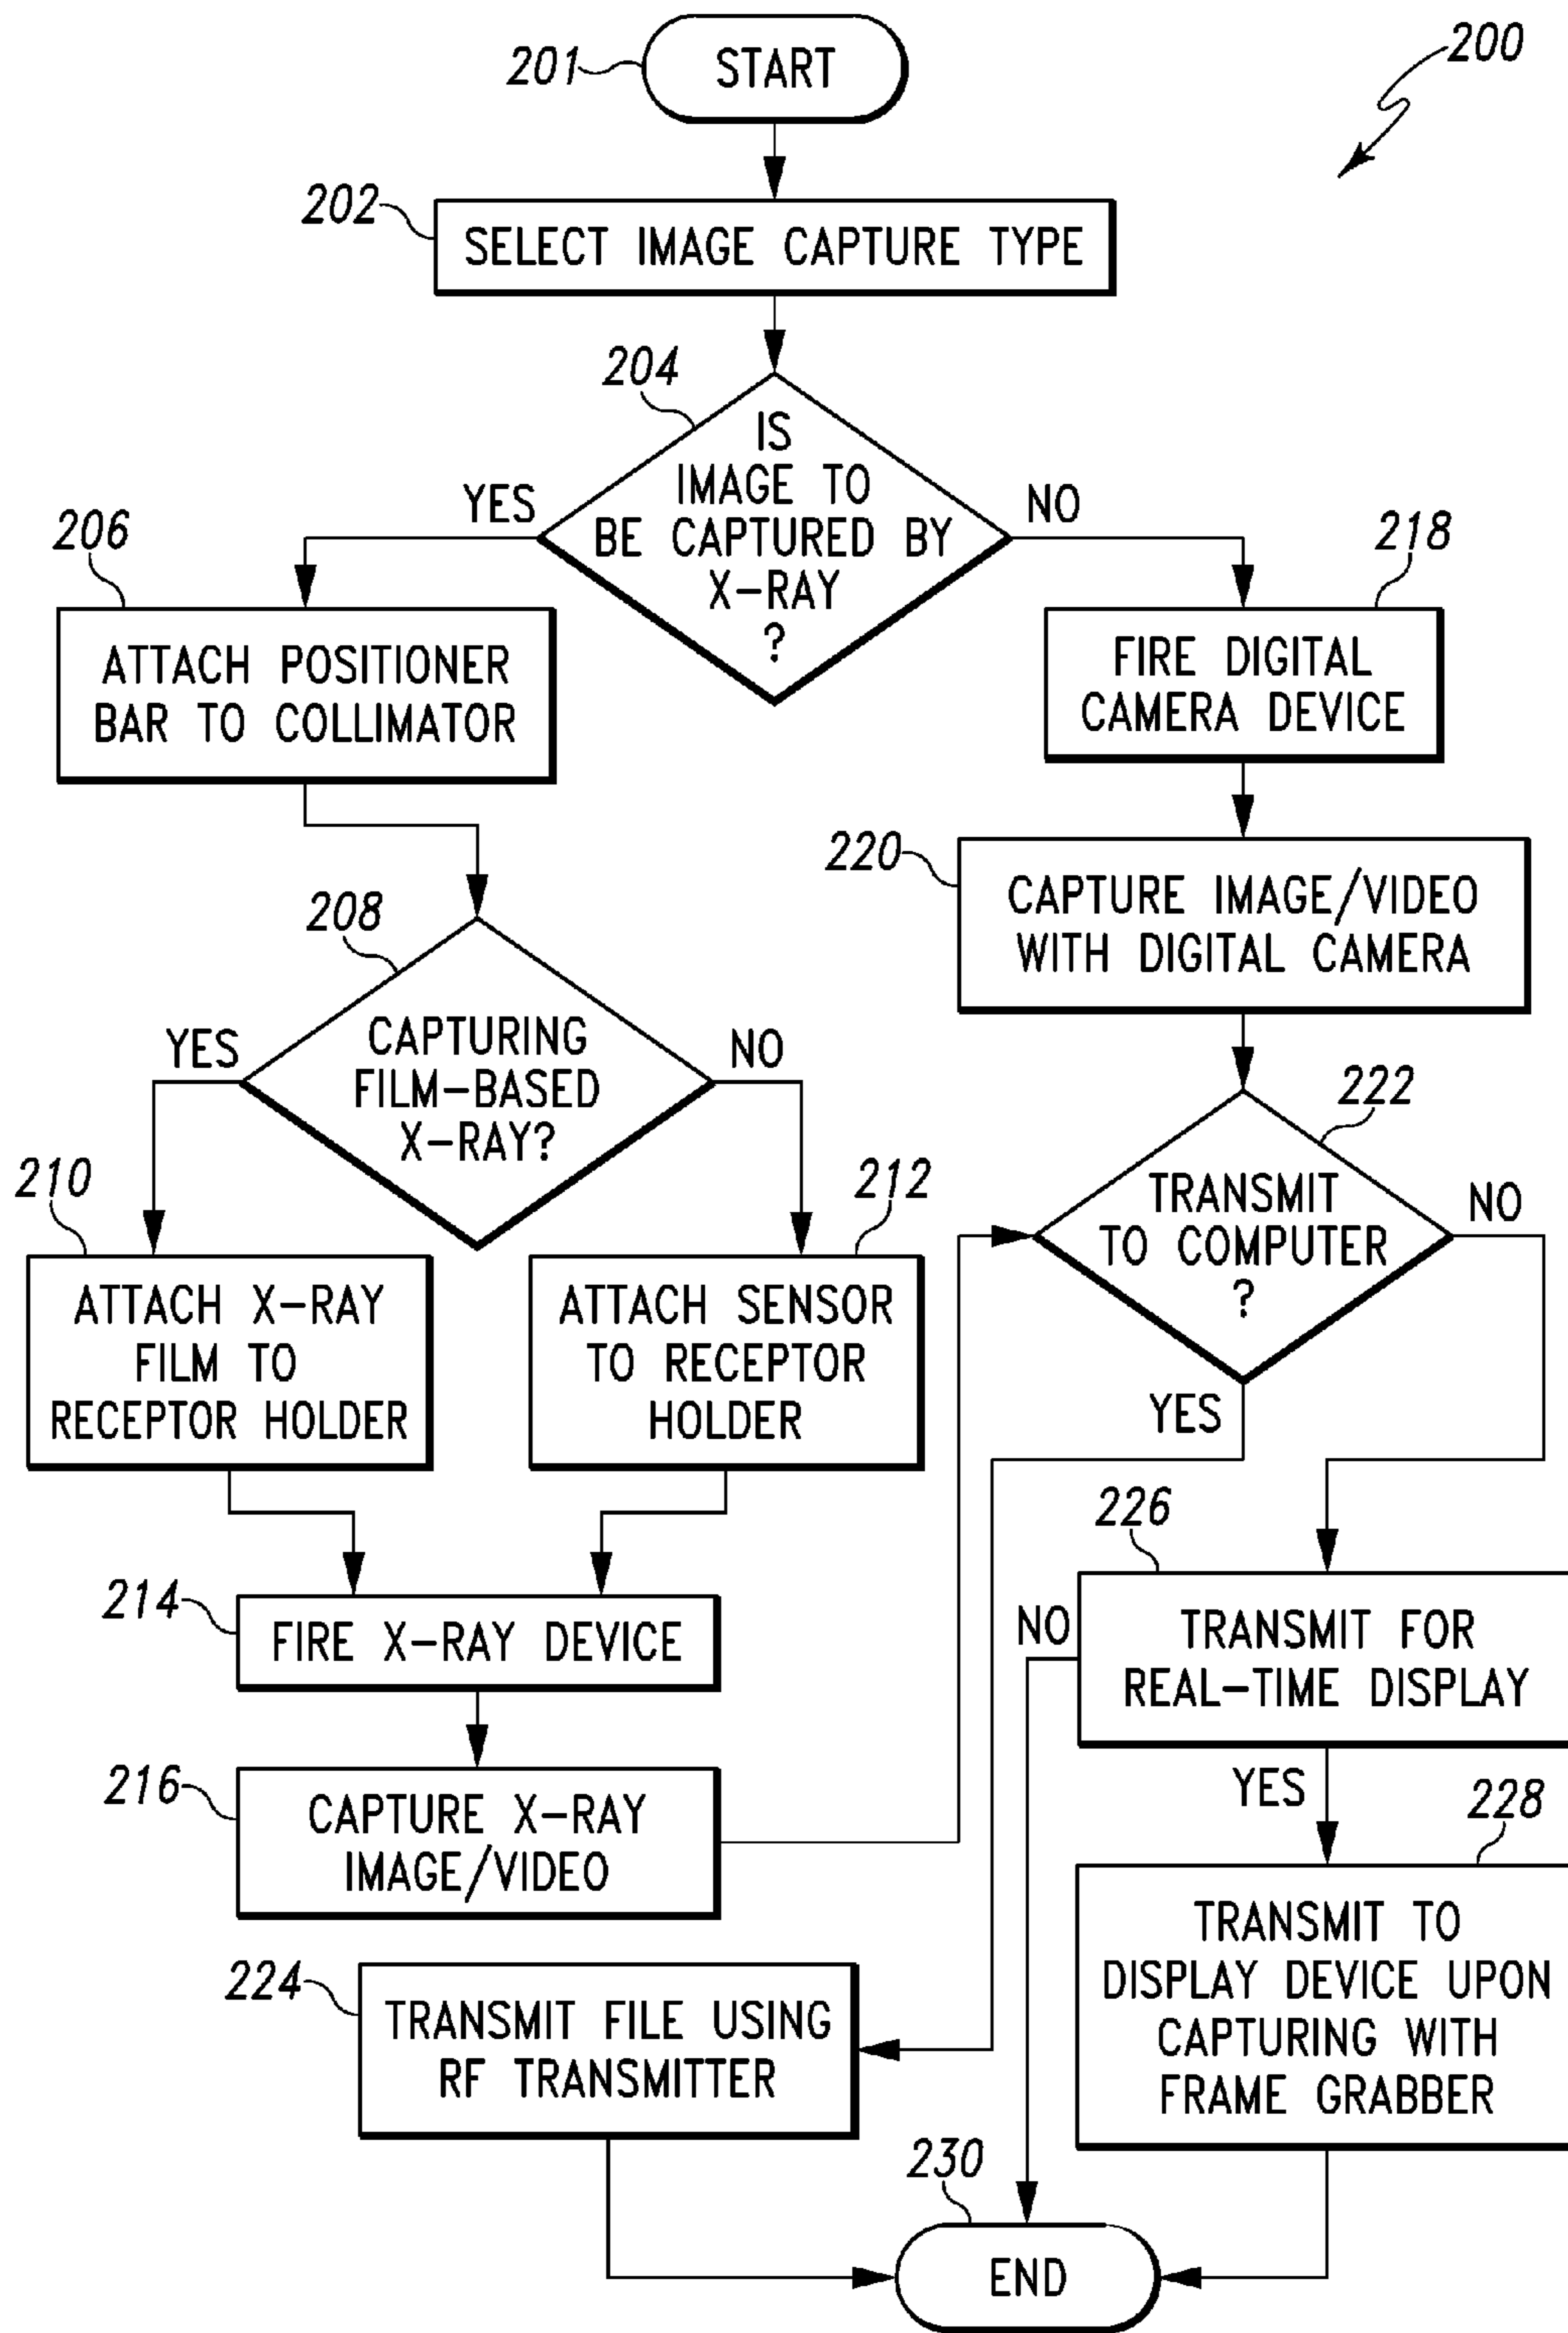 200
201
START
202
SELECT IMAGE CAPTURE TYPE
204
IS
IMAGE TO
BE CAPTURED BY
X-RAY
?
YES
NO
206
ATTACH POSITIONER
BAR TO COLLIMATOR
218
FIRE DIGITAL
CAMERA DEVICE
220
CAPTURE IMAGE/VIDEO
WITH DIGITAL CAMERA
208
CAPTURING
FILM-BASED
X-RAY?
YES
NO
222
TRANSMIT
TO COMPUTER
?
NO
YES
210
ATTACH X-RAY
FILM TO
RECEPTOR HOLDER
212
ATTACH SENSOR
TO RECEPTOR
HOLDER
214
FIRE X-RAY DEVICE
216
CAPTURE X-RAY
IMAGE/VIDEO
226
TRANSMIT FOR
REAL-TIME DISPLAY
NO
YES
228
TRANSMIT TO
DISPLAY DEVICE UPON
CAPTURING WITH
FRAME GRABBER
224
TRANSMIT FILE USING
RF TRANSMITTER
230
END